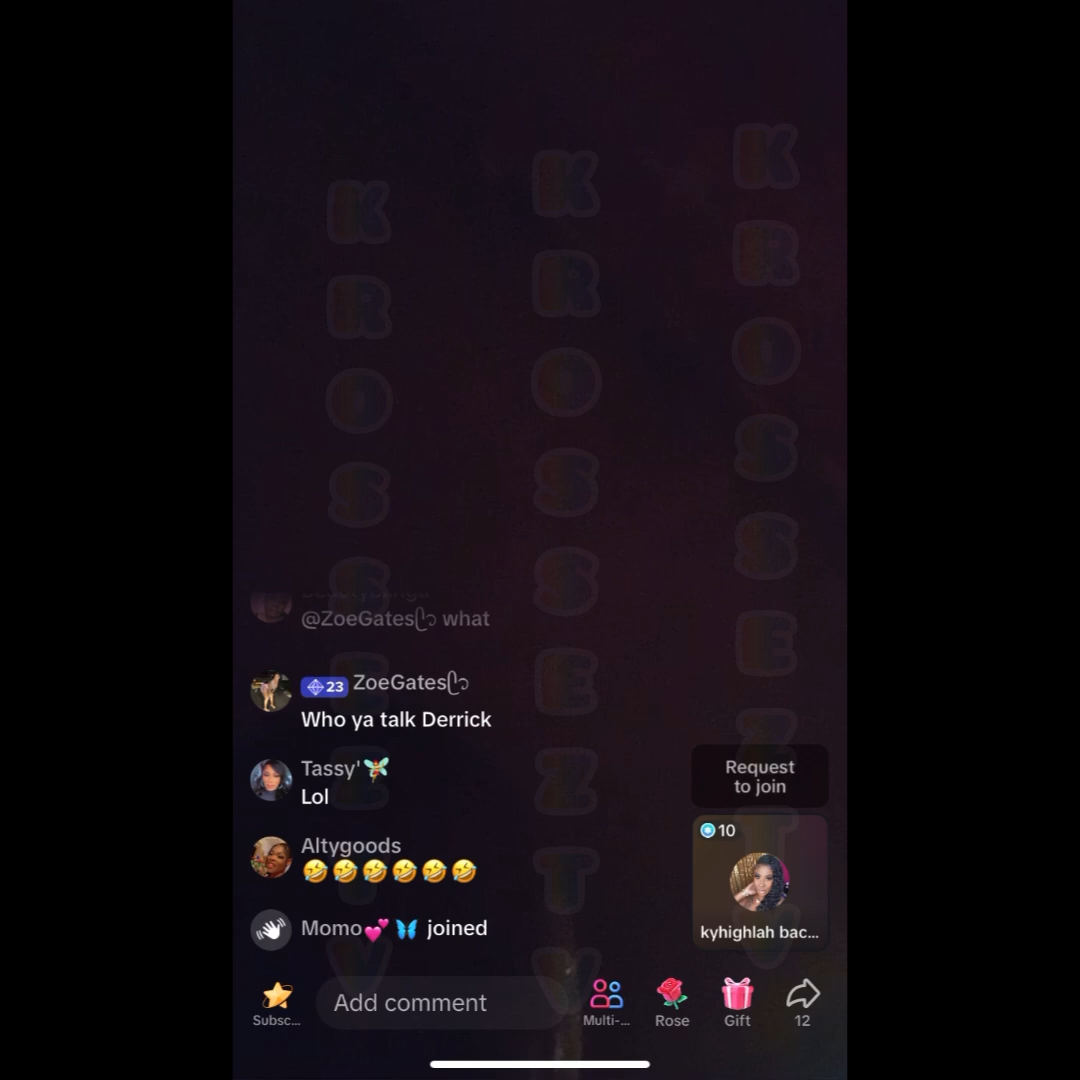 K
R
O
S
S
E
Z
T
V
K
R
O
S
S
E
Z
T
V
K
R
O
S
S
E
Z
T
V
@ZoeGates what
23 ZoeGates
Who ya talk Derrick
Tassy'🧚
Lol
Altygoods
🤣🤣🤣🤣🤣🤣
Momo💕🦋 joined
Request
to join
10
kyhighlah bac...
Add comment
Subsc...
Multi-...
Rose
Gift
12